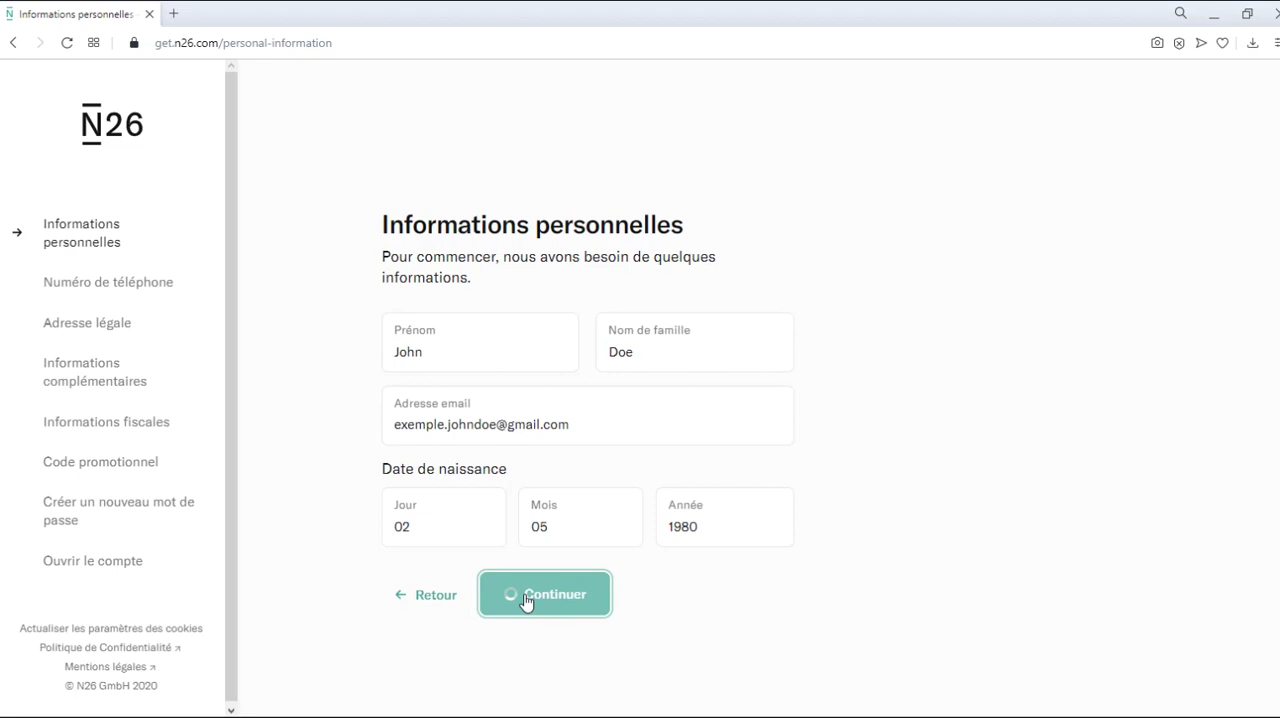 Informations personnelles
get.n26.com/personal-information
N26
Informations
personnelles
Numéro de téléphone
Adresse légale
Informations
complémentaires
Informations fiscales
Code promotionnel
Créer un nouveau mot de
passe
Ouvrir le compte
Actualiser les paramètres des cookies
Politique de Confidentialité
Mentions légales
© N26 GmbH 2020
Informations personnelles
Pour commencer, nous avons besoin de quelques
informations.
Prénom
John
Nom de famille
Doe
Adresse email
exemple.johndoe@gmail.com
Date de naissance
Jour
02
Mois
05
Année
1980
Retour
Continuer